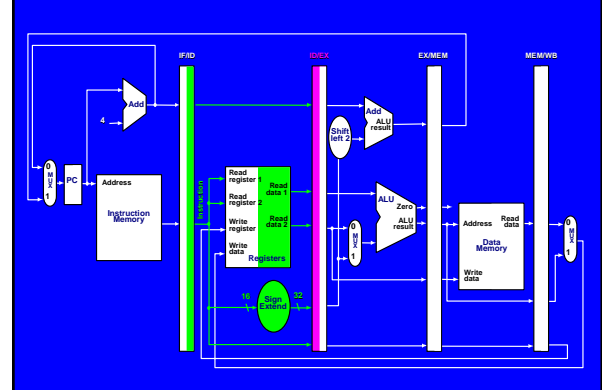 IF/ID
ID/EX
EX/MEM
MEM/WB
Add
4
Add
ALU
result
Shift
left 2
0
MUX
1
PC
Address
Instruction
Memory
Instruction
Read
register 1
Read
register 2
Write
register
Write
data
Read
data 1
Read
data 2
Registers
16
Sign
Extend
32
0
MUX
1
ALU
Zero
ALU
result
Address
Read
data
Data
Memory
Write
data
0
MUX
1